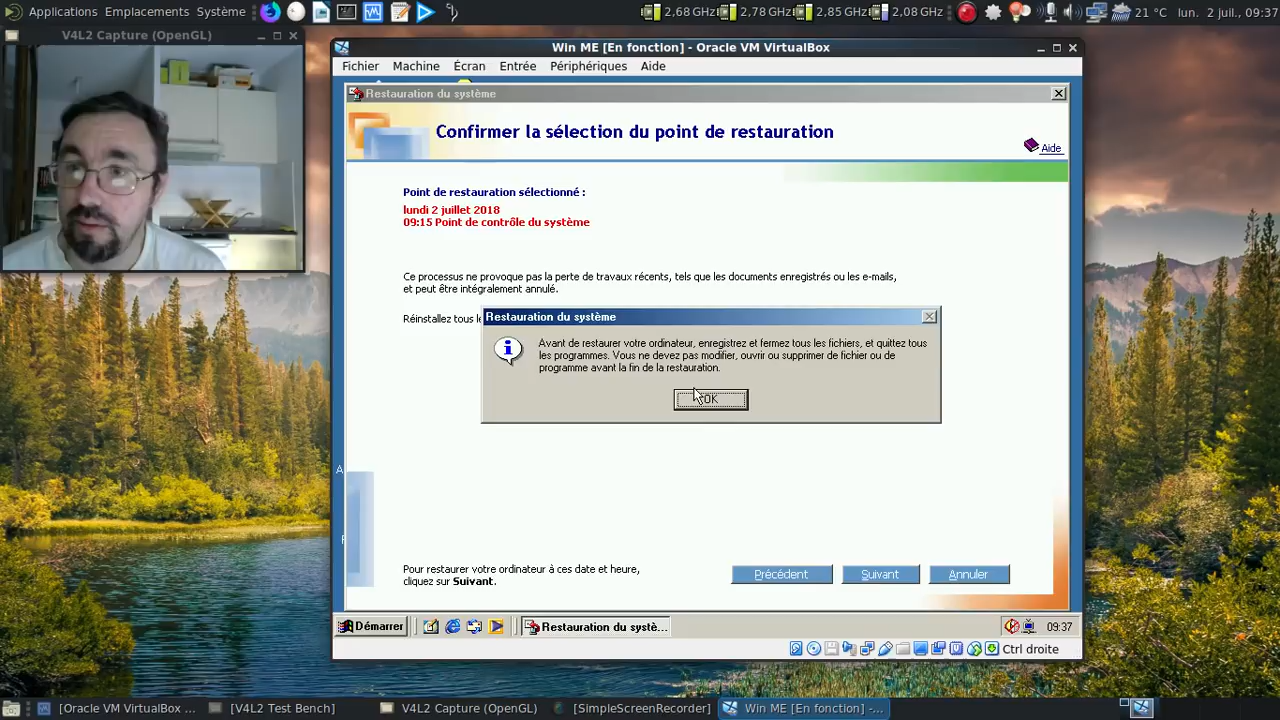 Applications Emplacements Système
2,68 GHz 2,78 GHz 2,85 GHz 2,08 GHz 21 °C lun. 2 juil., 09:37
V4L2 Capture (OpenGL)
Win ME [En fonction] - Oracle VM VirtualBox
Fichier Machine Écran Entrée Périphériques Aide
Restauration du système
Confirmer la sélection du point de restauration
Aide
Point de restauration sélectionné :
lundi 2 juillet 2018
09:15 Point de contrôle du système
Ce processus ne provoque pas la perte de travaux récents, tels que les documents enregistrés ou les e-mails,
et peut être intégralement annulé.
Réinstallez tous
Restauration du système
Avant de restaurer votre ordinateur, enregistrez et fermez tous les fichiers, et quittez tous
les programmes. Vous ne devez pas modifier, ouvrir ou supprimer de fichier ou de
programme avant la fin de la restauration.
OK
Pour restaurer votre ordinateur à ces date et heure,
cliquez sur Suivant.
Précédent Suivant Annuler
Démarrer Restauration du systè... 09:37
Ctrl droite
[Oracle VM VirtualBox ... [V4L2 Test Bench] V4L2 Capture (OpenGL) [SimpleScreenRecorder] Win ME [En fonction] -...